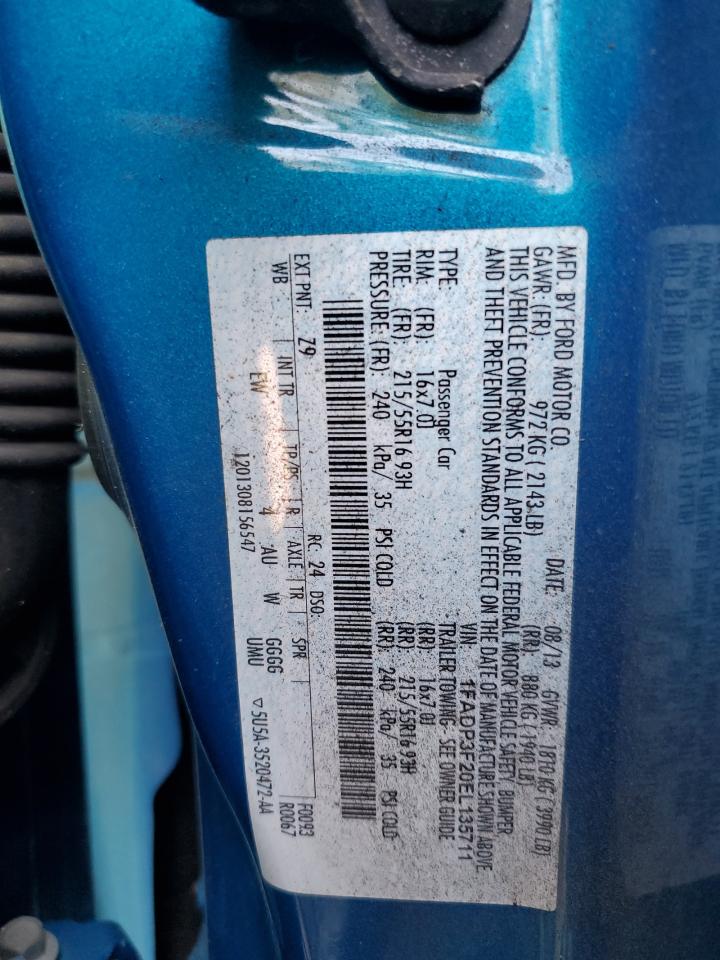 MFD. BY FORD MOTOR CO.
DATE: 08/13 GVWR: 1810 KG ( 3990 LB)
GAWR: (FR): 972 KG ( 2143 LB) (RR): 880 KG ( 1940 LB)
THIS VEHICLE CONFORMS TO ALL APPLICABLE FEDERAL MOTOR VEHICLE SAFETY, BUMPER
AND THEFT PREVENTION STANDARDS IN EFFECT ON THE DATE OF MANUFACTURE SHOWN ABOVE
VIN: 1FADP3F20EL135711
TYPE: Passenger Car TRAILER TOWING- SEE OWNER GUIDE
RIM: (FR): 16x7.0J (RR) 16x7.0J
TIRE: (FR): 215/55R16 93H (RR): 215/55R16 93H
PRESSURE: (FR): 240 kPa/ 35 PSI COLD (RR): 240 kPa/ 35 PSI COLD
RC: 24 DSO:
EXT PNT: Z9
INT TR TP/PS R AXLE TR SPR F0093
WB EW 4 AU W GGGG R0067
UMU
1201308156547 5U5A-3520472-AA